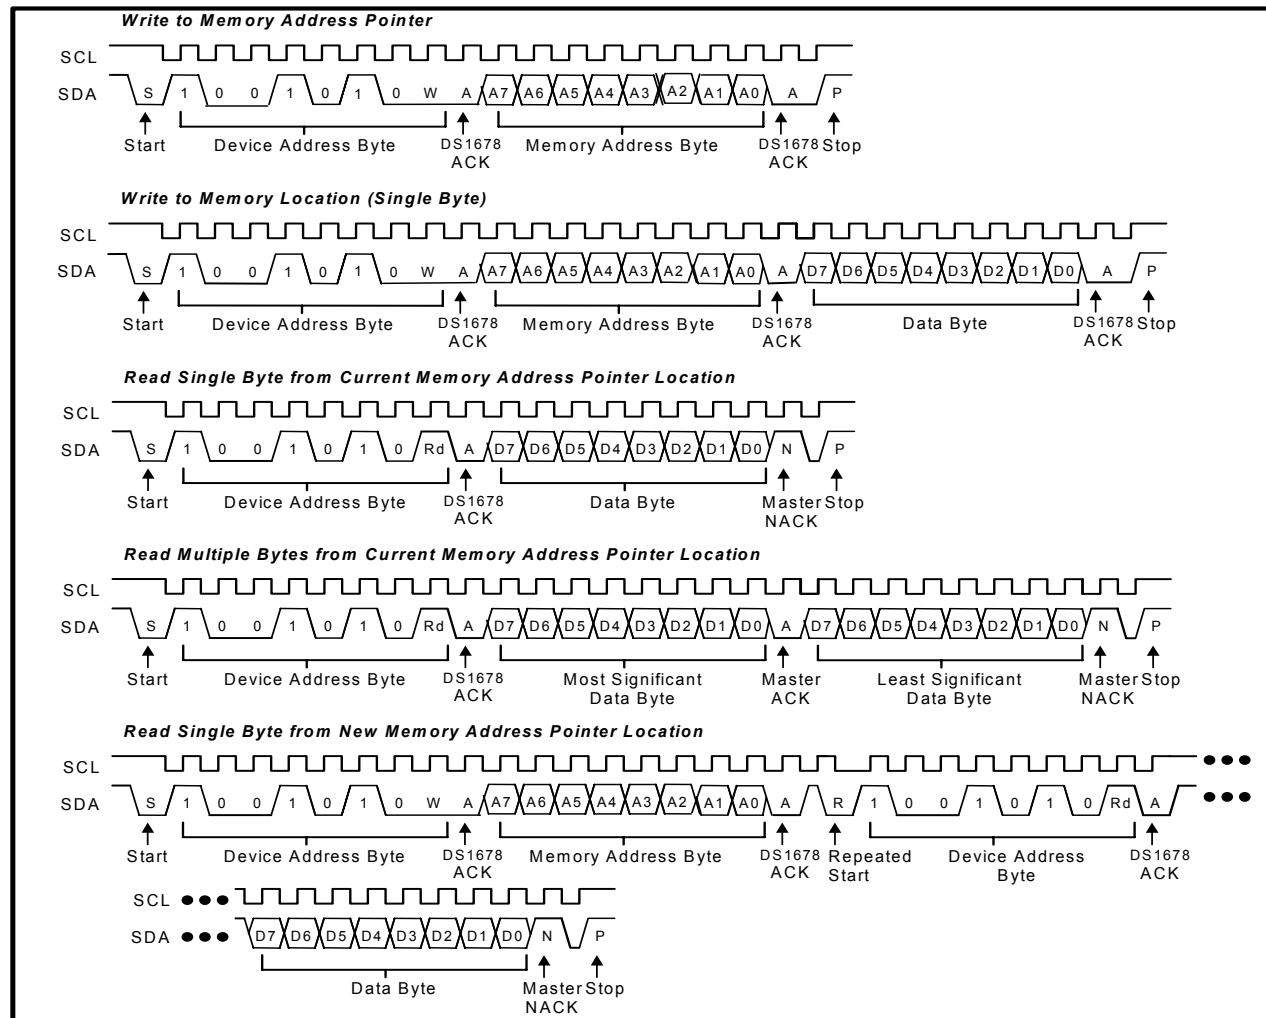 Write to Memory Address Pointer
SCL
SDA S 1 0 0 1 0 1 0 W A A7 A6 A5 A4 A3 A2 A1 A0 A P
Start Device Address Byte DS1678 ACK Memory Address Byte DS1678 ACK Stop
Write to Memory Location (Single Byte)
SCL
SDA S 1 0 0 1 0 1 0 W A A7 A6 A5 A4 A3 A2 A1 A0 A D7 D6 D5 D4 D3 D2 D1 D0 A P
Start Device Address Byte DS1678 ACK Memory Address Byte DS1678 ACK Data Byte DS1678 ACK Stop
Read Single Byte from Current Memory Address Pointer Location
SCL
SDA S 1 0 0 1 0 1 0 Rd A D7 D6 D5 D4 D3 D2 D1 D0 N P
Start Device Address Byte DS1678 ACK Data Byte Master NACK Stop
Read Multiple Bytes from Current Memory Address Pointer Location
SCL
SDA S 1 0 0 1 0 1 0 Rd A D7 D6 D5 D4 D3 D2 D1 D0 A D7 D6 D5 D4 D3 D2 D1 D0 N P
Start Device Address Byte DS1678 ACK Most Significant Data Byte Master ACK Least Significant Data Byte Master NACK Stop
Read Single Byte from New Memory Address Pointer Location
SCL
SDA S 1 0 0 1 0 1 0 W A A7 A6 A5 A4 A3 A2 A1 A0 A R 1 0 0 1 0 1 0 Rd A
Start Device Address Byte DS1678 ACK Memory Address Byte DS1678 ACK Repeated Start Device Address Byte DS1678 ACK
SCL
SDA D7 D6 D5 D4 D3 D2 D1 D0 N P
Data Byte Master NACK Stop